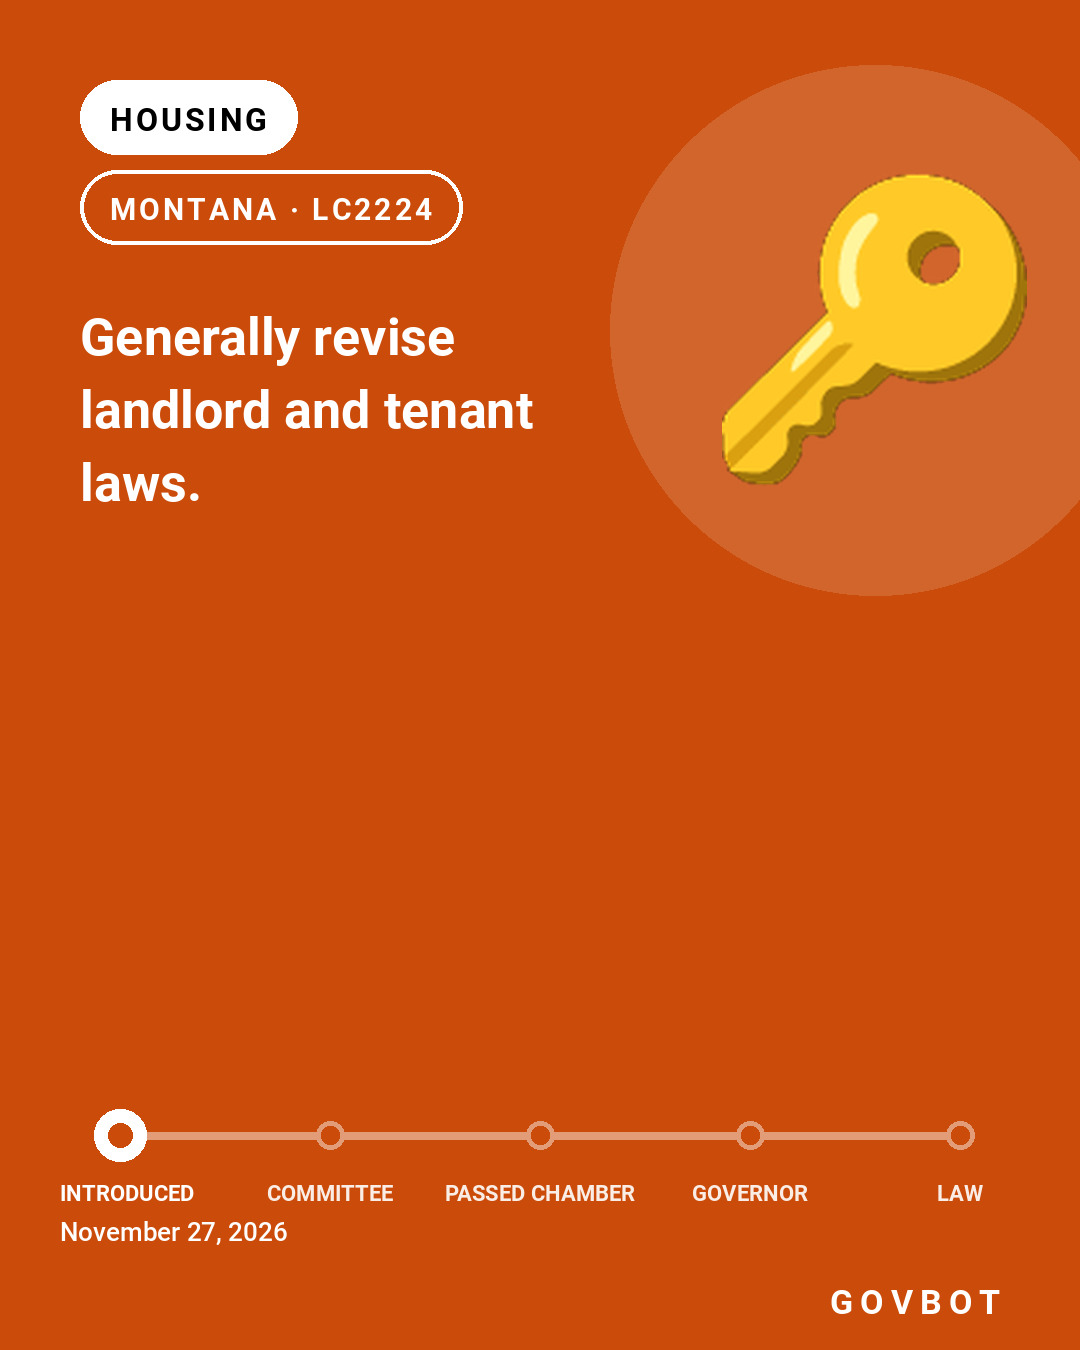 HOUSING
MONTANA · LC2224
Generally revise
landlord and tenant
laws.
INTRODUCED COMMITTEE PASSED CHAMBER GOVERNOR LAW
November 27, 2026
GOVBOT